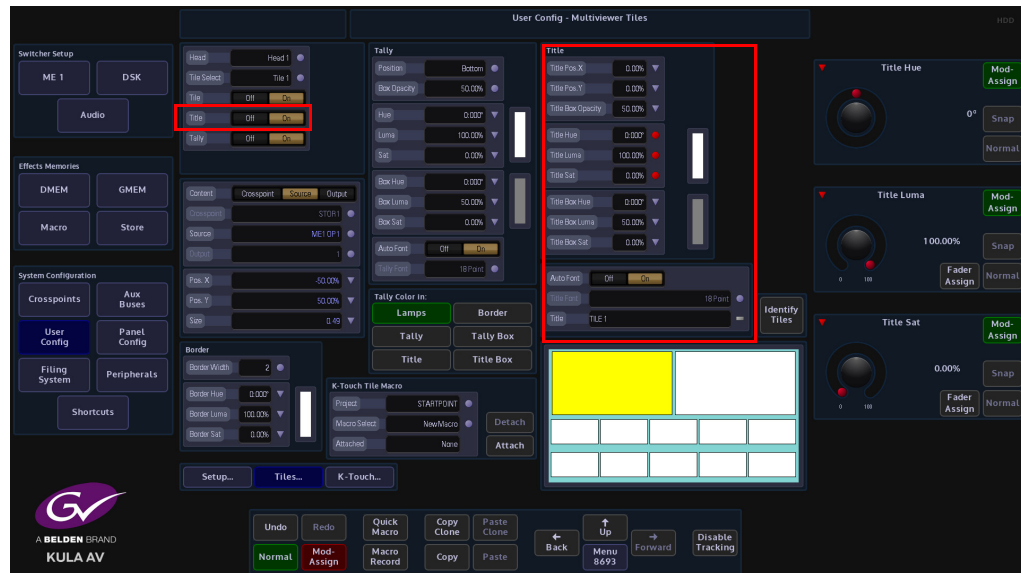 User Config - Multiviewer Tiles
HDD
Switcher Setup
ME 1
DSK
Audio
Effects Memories
DMEM
GMEM
Macro
Store
System Configuration
Crosspoints
Aux
Buses
User
Config
Panel
Config
Filing
System
Peripherals
Shortcuts
Head
Head 1
Tile Select
Tile 1
Tile
Off
On
Title
Off
On
Tally
Off
On
Content
Crosspoint
Source
Output
Crosspoint
STOR1
Source
ME1 OP1
Output
1
Pos. X
-50.00%
Pos. Y
50.00%
Size
0.49
Border
Border Width
2
Border Hue
0.000°
Border Luma
100.00%
Border Sat
0.00%
Tally
Position
Bottom
Box Opacity
50.00%
Hue
0.000°
Luma
100.00%
Sat
0.00%
Box Hue
0.000°
Box Luma
50.00%
Box Sat
0.00%
Auto Font
Off
On
Tally Font
18 Point
Tally Color In:
Lamps
Border
Tally
Tally Box
Title
Title Box
K-Touch Tile Macro
Project
STARTPOINT
Macro Select
NewMacro
Attached
None
Detach
Attach
Title
Title Pos.X
0.00%
Title Pos.Y
0.00%
Title Box Opacity
50.00%
Title Hue
0.000°
Title Luma
100.00%
Title Sat
0.00%
Title Box Hue
0.000°
Title Box Luma
50.00%
Title Box Sat
0.00%
Auto Font
Off
On
Title Font
18 Point
Title
TILE 1
Identify
Tiles
Title Hue
Mod-
Assign
0°
Snap
Normal
Title Luma
Mod-
Assign
100.00%
Snap
0
100
Fader
Assign
Normal
Title Sat
Mod-
Assign
0.00%
Snap
0
100
Fader
Assign
Normal
Setup...
Tiles...
K-Touch...
GV
A BELDEN BRAND
KULA AV
Undo
Redo
Quick
Macro
Copy
Clone
Paste
Clone
Normal
Mod-
Assign
Macro
Record
Copy
Paste
←
Back
↑
Up
Menu
8693
→
Forward
Disable
Tracking